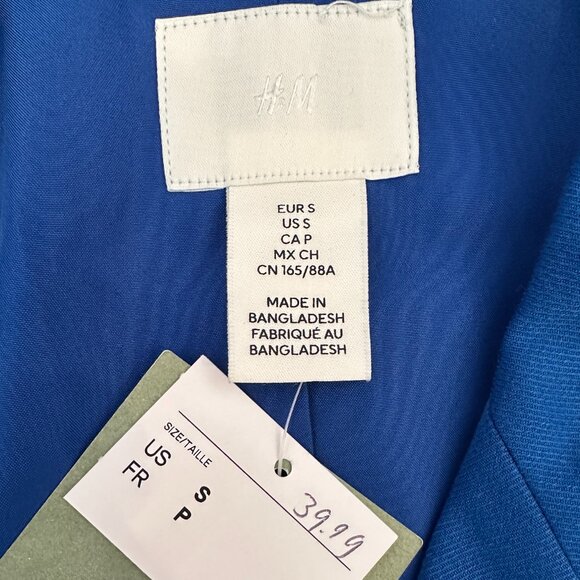 H&M
EUR S
US S
CA P
MX CH
CN 165/88A
MADE IN
BANGLADESH
FABRIQUÉ AU
BANGLADESH
SIZE/TAILLE
US S
FR P
39.99